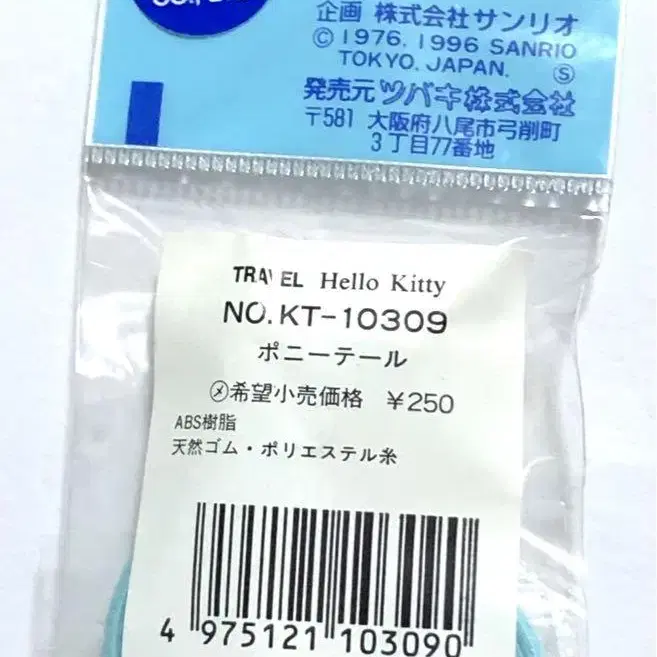 企画 株式会社サンリオ
© 1976, 1996 SANRIO
TOKYO, JAPAN. Ⓢ
発売元 ツバキ株式会社
〒581 大阪府八尾市弓削町
3丁目77番地
TRAVEL Hello Kitty
NO. KT-10309
ポニーテール
㋱希望小売価格 ¥250
ABS樹脂
天然ゴム・ポリエステル糸
4 975121 103090